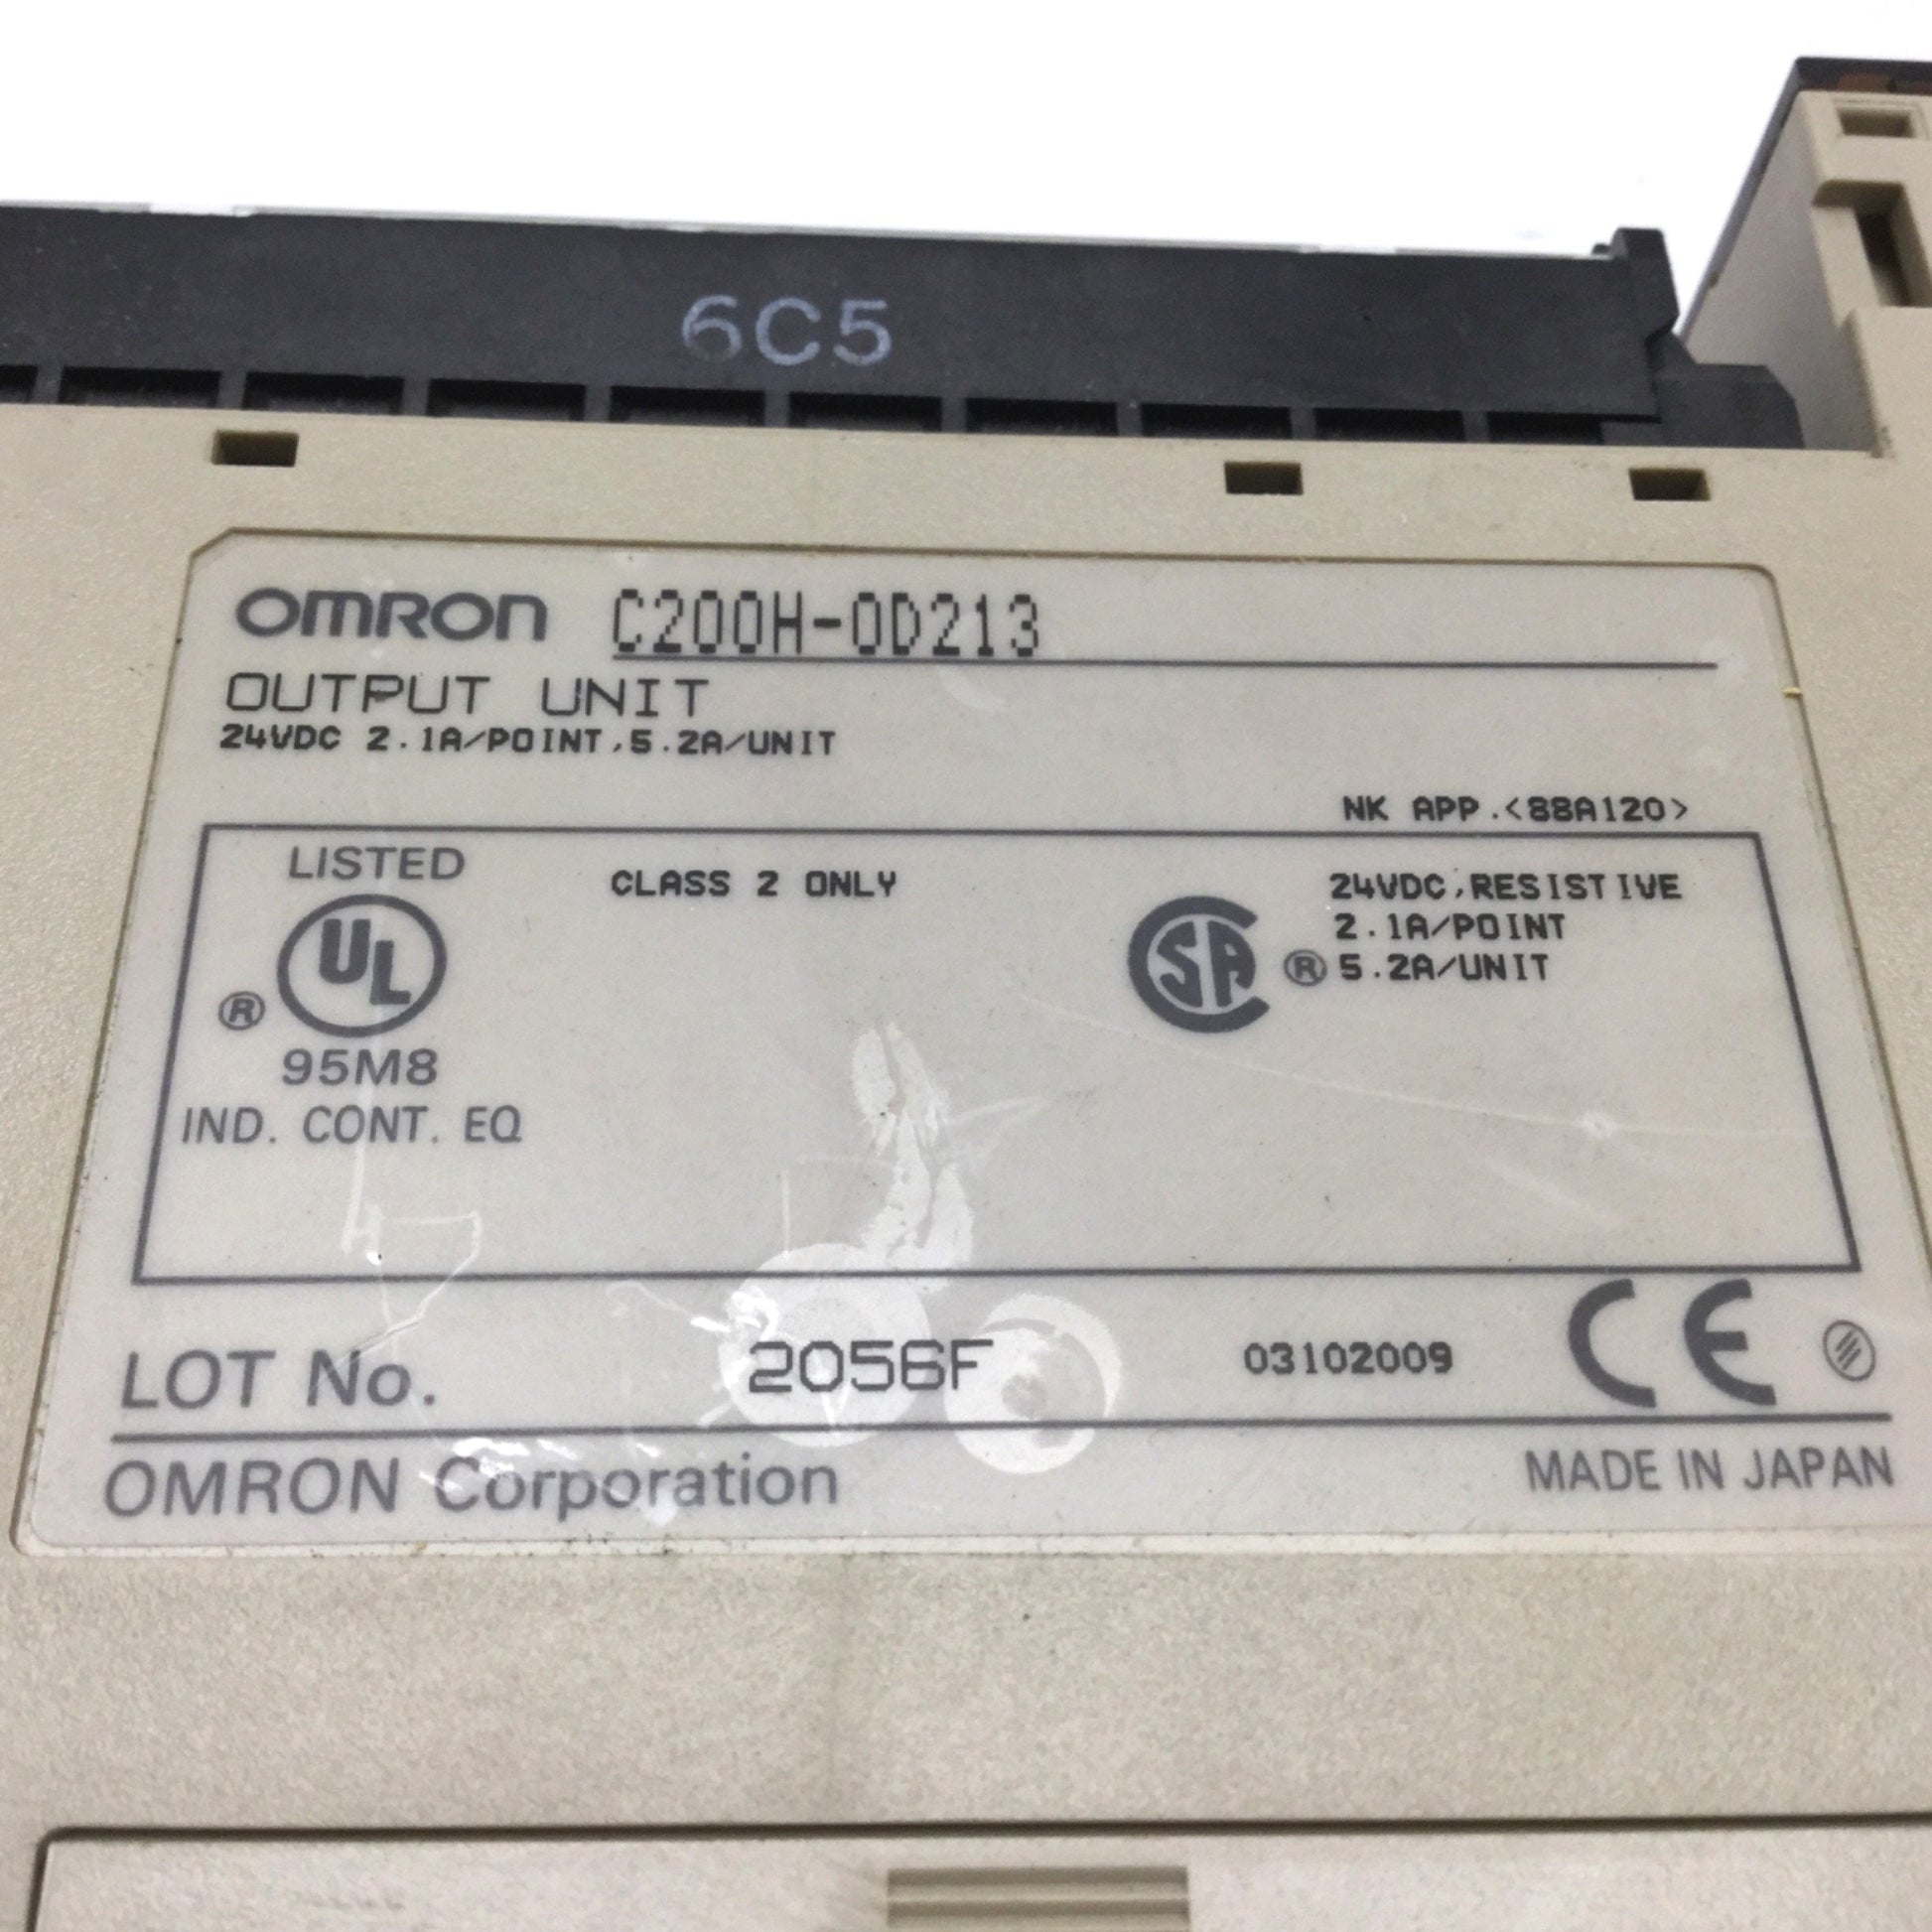 6C5
OMRON C200H-OD213
OUTPUT UNIT
24VDC 2.1A/POINT,5.2A/UNIT
NK APP.<88A120>
LISTED
CLASS 2 ONLY
24VDC,RESISTIVE
2.1A/POINT
5.2A/UNIT
UL
®
SA ®
95M8
IND. CONT. EQ
LOT No. 2056F 03102009 CE
OMRON Corporation MADE IN JAPAN